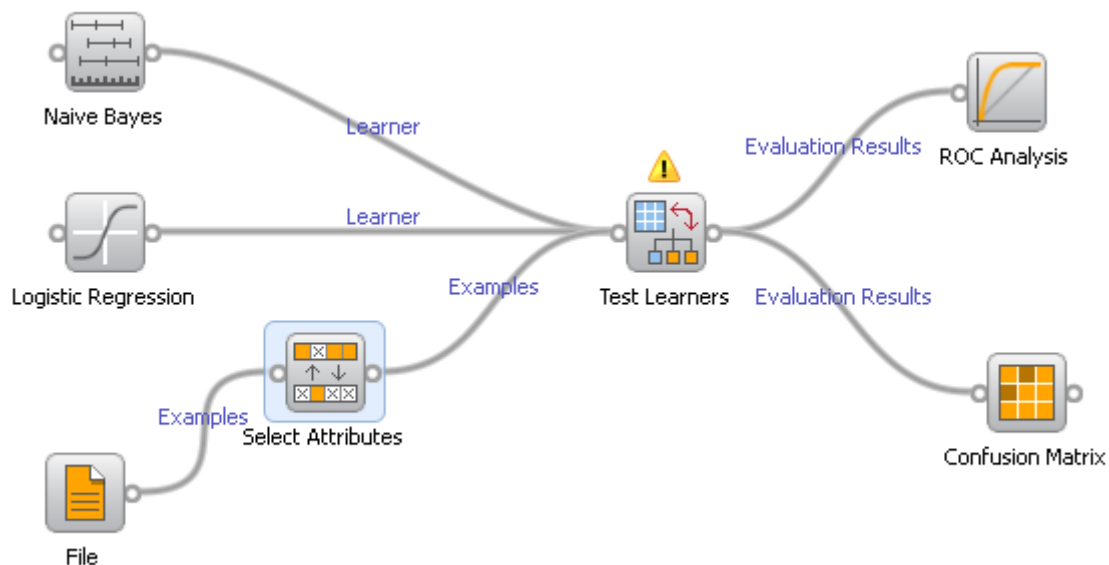 Naive Bayes
Learner
Evaluation Results
ROC Analysis
Learner
Logistic Regression
Examples
Test Learners
Evaluation Results
Examples
Select Attributes
Confusion Matrix
File